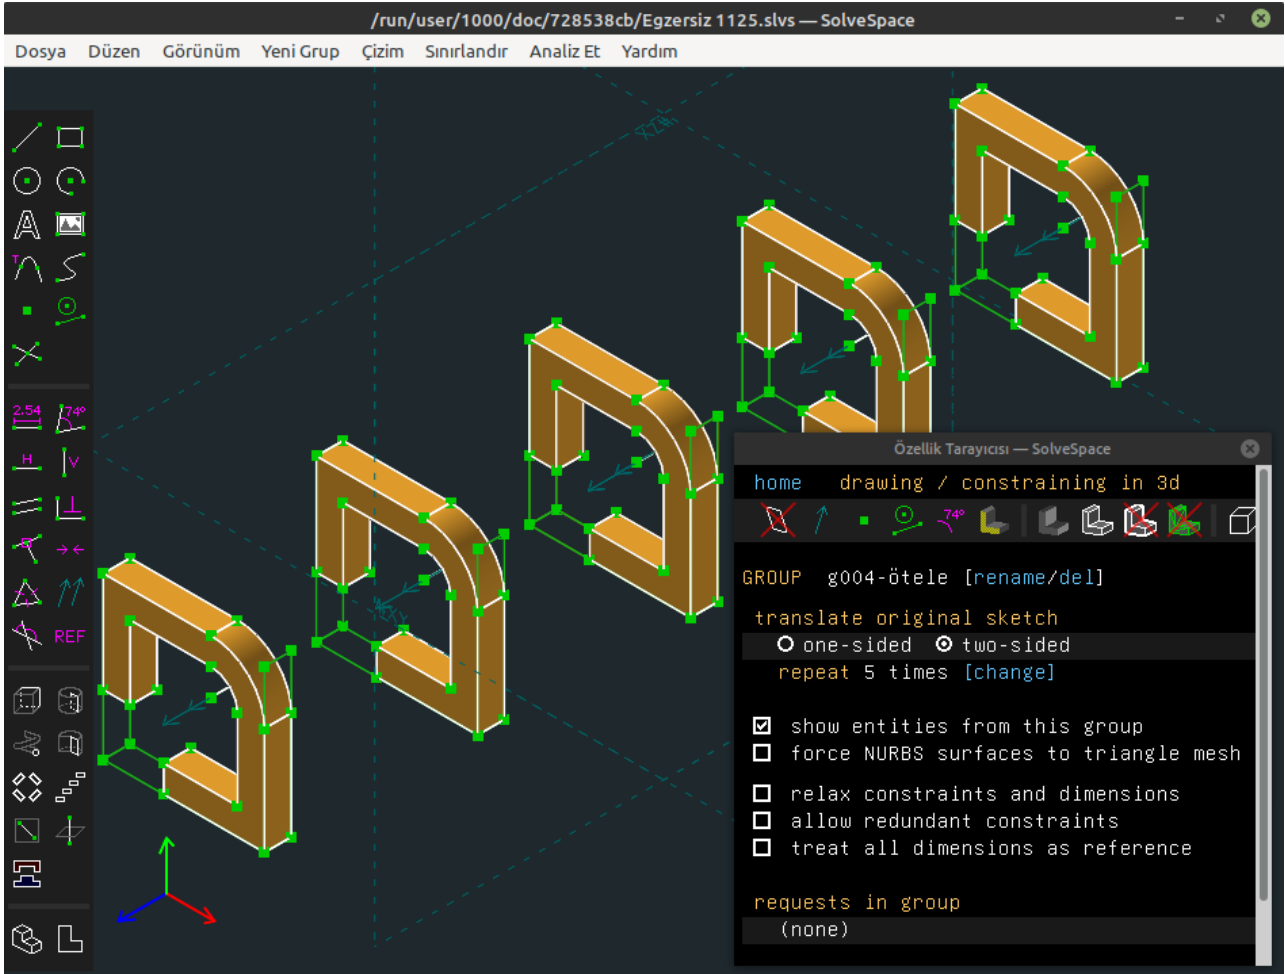 /run/user/1000/doc/728538cb/Egzersiz 1125.slvs — SolveSpace
Dosya Düzen Görünüm Yeni Grup Çizim Sınırlandır Analiz Et Yardım
A
T
2.54 74°
H V
REF
Özellik Tarayıcısı — SolveSpace
home drawing / constraining in 3d
74°
GROUP g004-ötele [rename/del]
translate original sketch
one-sided two-sided
repeat 5 times [change]
show entities from this group
force NURBS surfaces to triangle mesh
relax constraints and dimensions
allow redundant constraints
treat all dimensions as reference
requests in group
(none)